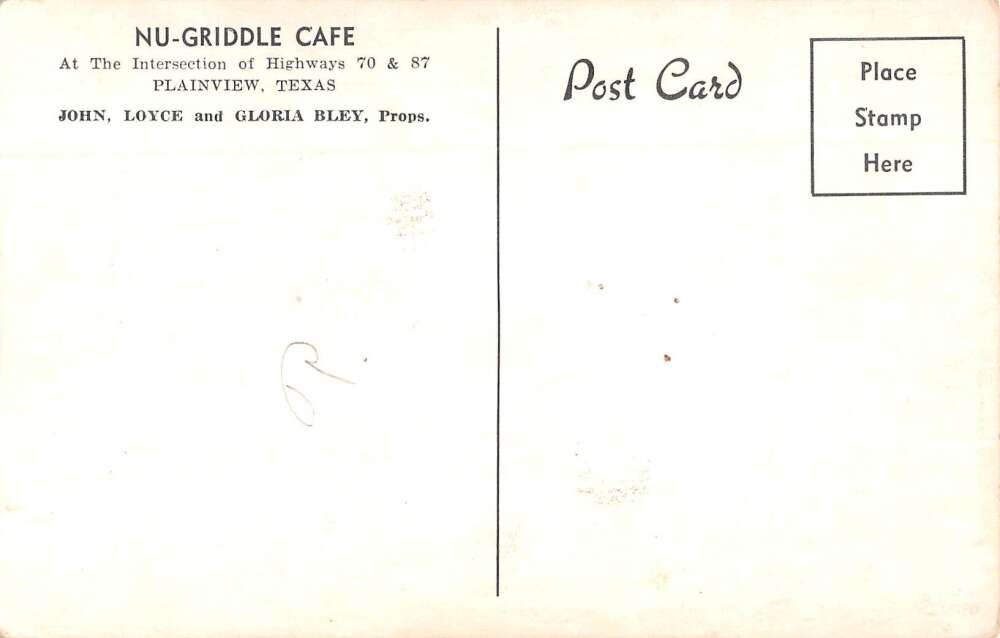 NU-GRIDDLE CAFE
At The Intersection of Highways 70 & 87
PLAINVIEW, TEXAS
JOHN, LOYCE and GLORIA BLEY, Props.
Post Card
Place
Stamp
Here